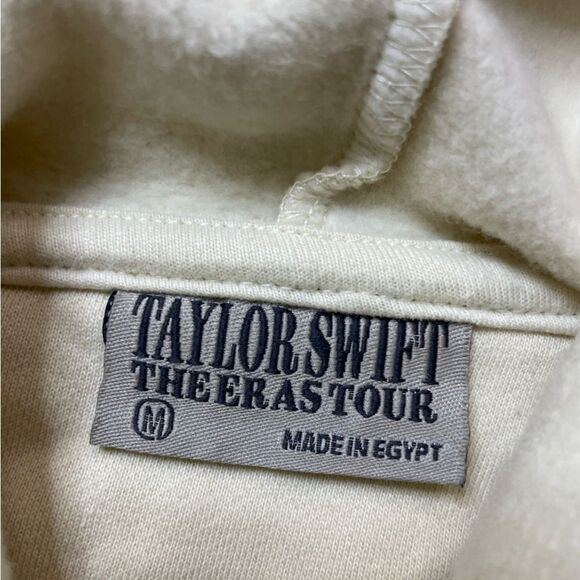 TAYLOR SWIFT
THE ERAS TOUR
M
MADE IN EGYPT